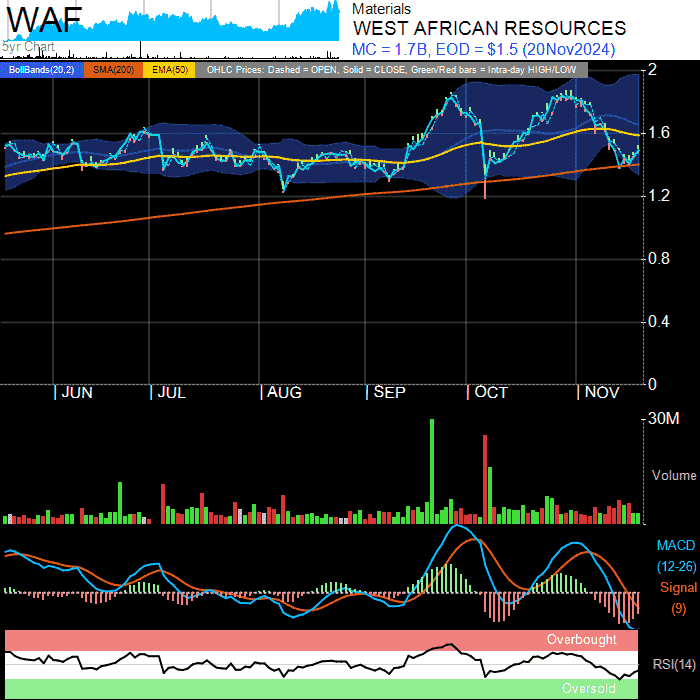 WAF
5yr Chart
Materials
WEST AFRICAN RESOURCES
MC = 1.7B, EOD = $1.5 (20Nov2024)
BollBands(20,2) SMA(200) EMA(50) OHLC Prices: Dashed = OPEN, Solid = CLOSE, Green/Red bars = Intra-day HIGH/LOW
2
1.6
1.2
0.8
0.4
0
JUN JUL AUG SEP OCT NOV
30M
Volume
MACD
(12-26)
Signal
(9)
Overbought
RSI(14)
Oversold